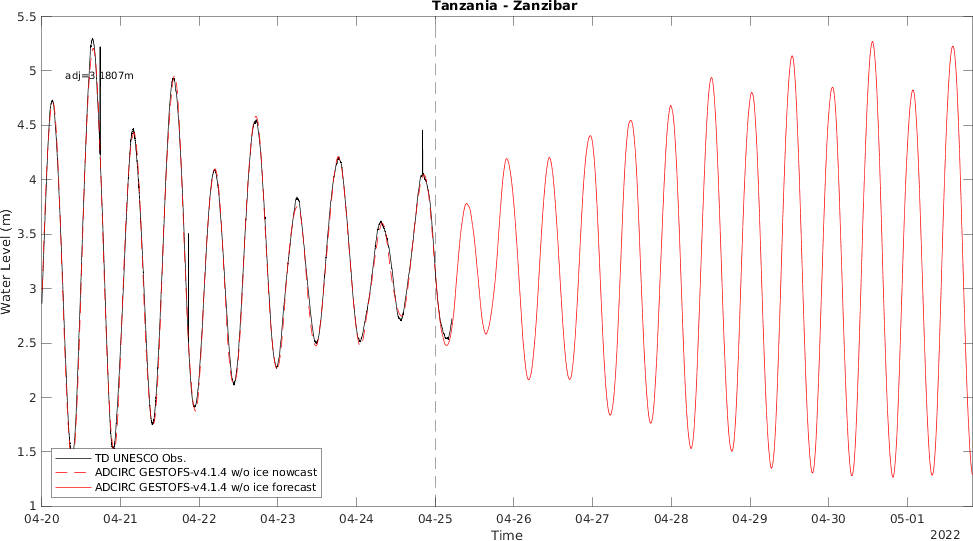 Tanzania - Zanzibar
5.5
5
4.5
4
3.5
3
2.5
2
1.5
1
Water Level (m)
adj=3.1807m
TD UNESCO Obs.
ADCIRC GESTOFS-v4.1.4 w/o ice nowcast
ADCIRC GESTOFS-v4.1.4 w/o ice forecast
04-20 04-21 04-22 04-23 04-24 04-25 04-26 04-27 04-28 04-29 04-30 05-01
Time
2022